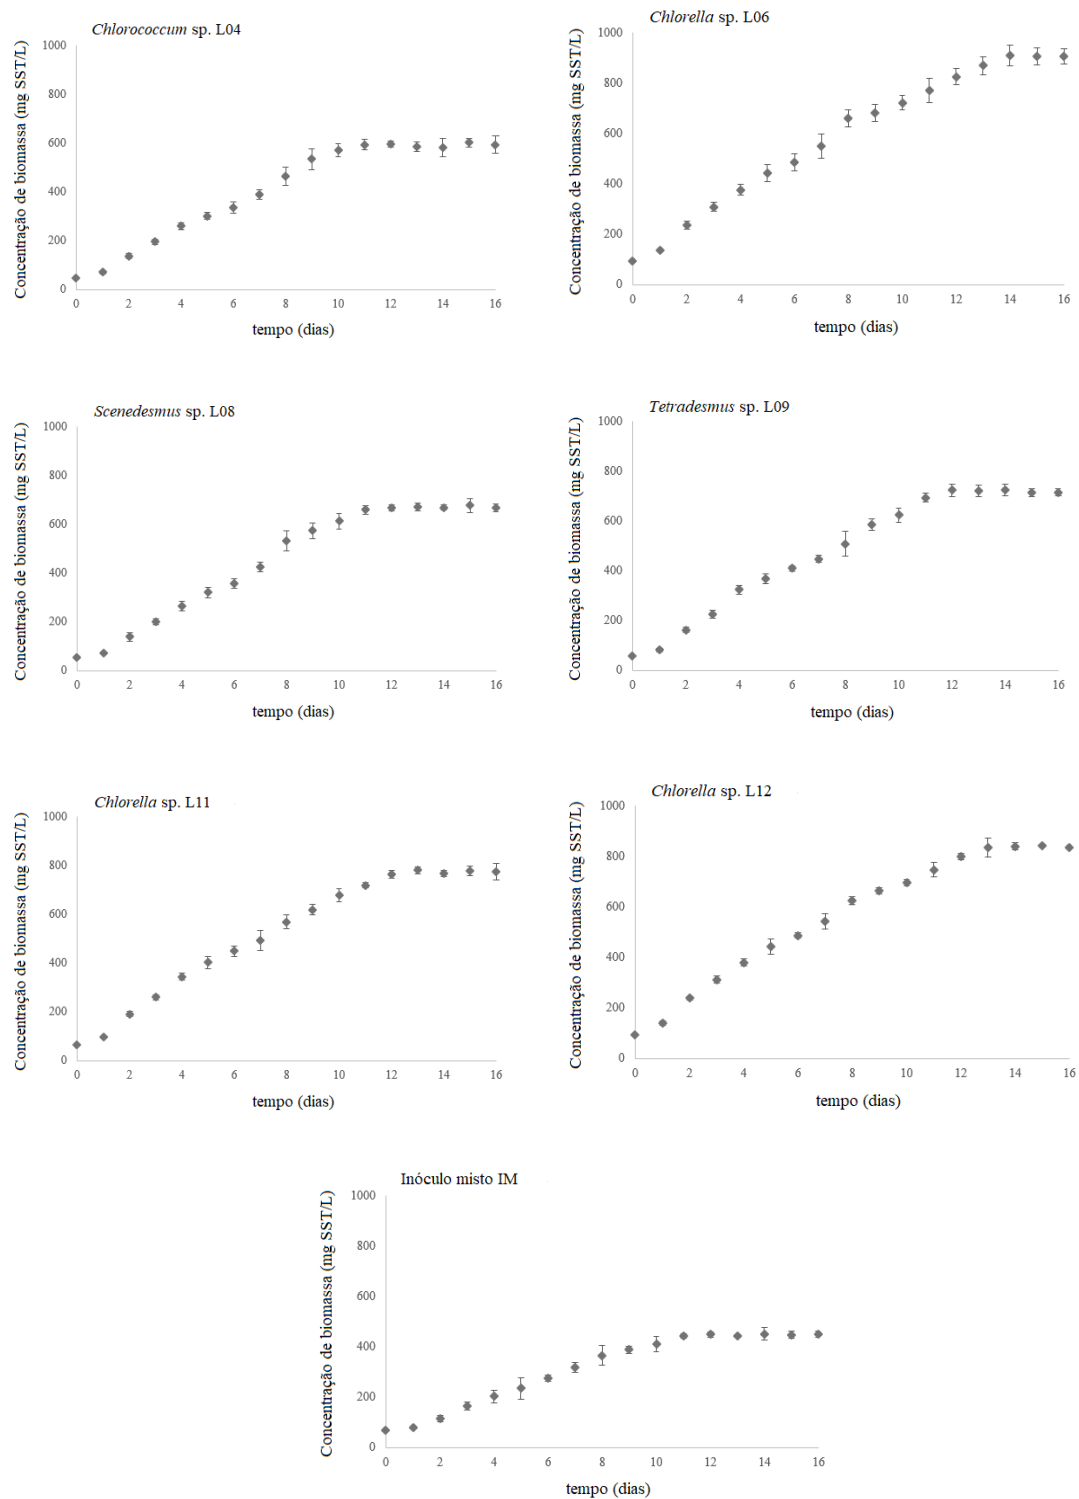 Chlorococcum sp. L04
Concentração de biomassa (mg SST/L)
1000
800
600
400
200
0
0 2 4 6 8 10 12 14 16
tempo (dias)
Chlorella sp. L06
Concentração de biomassa (mg SST/L)
1000
800
600
400
200
0
0 2 4 6 8 10 12 14 16
tempo (dias)
Scenedesmus sp. L08
Concentração de biomassa (mg SST/L)
1000
800
600
400
200
0
0 2 4 6 8 10 12 14 16
tempo (dias)
Tetradesmus sp. L09
Concentração de biomassa (mg SST/L)
1000
800
600
400
200
0
0 2 4 6 8 10 12 14 16
tempo (dias)
Chlorella sp. L11
Concentração de biomassa (mg SST/L)
1000
800
600
400
200
0
0 2 4 6 8 10 12 14 16
tempo (dias)
Chlorella sp. L12
Concentração de biomassa (mg SST/L)
1000
800
600
400
200
0
0 2 4 6 8 10 12 14 16
tempo (dias)
Inóculo misto IM
Concentração de biomassa (mg SST/L)
1000
800
600
400
200
0
0 2 4 6 8 10 12 14 16
tempo (dias)